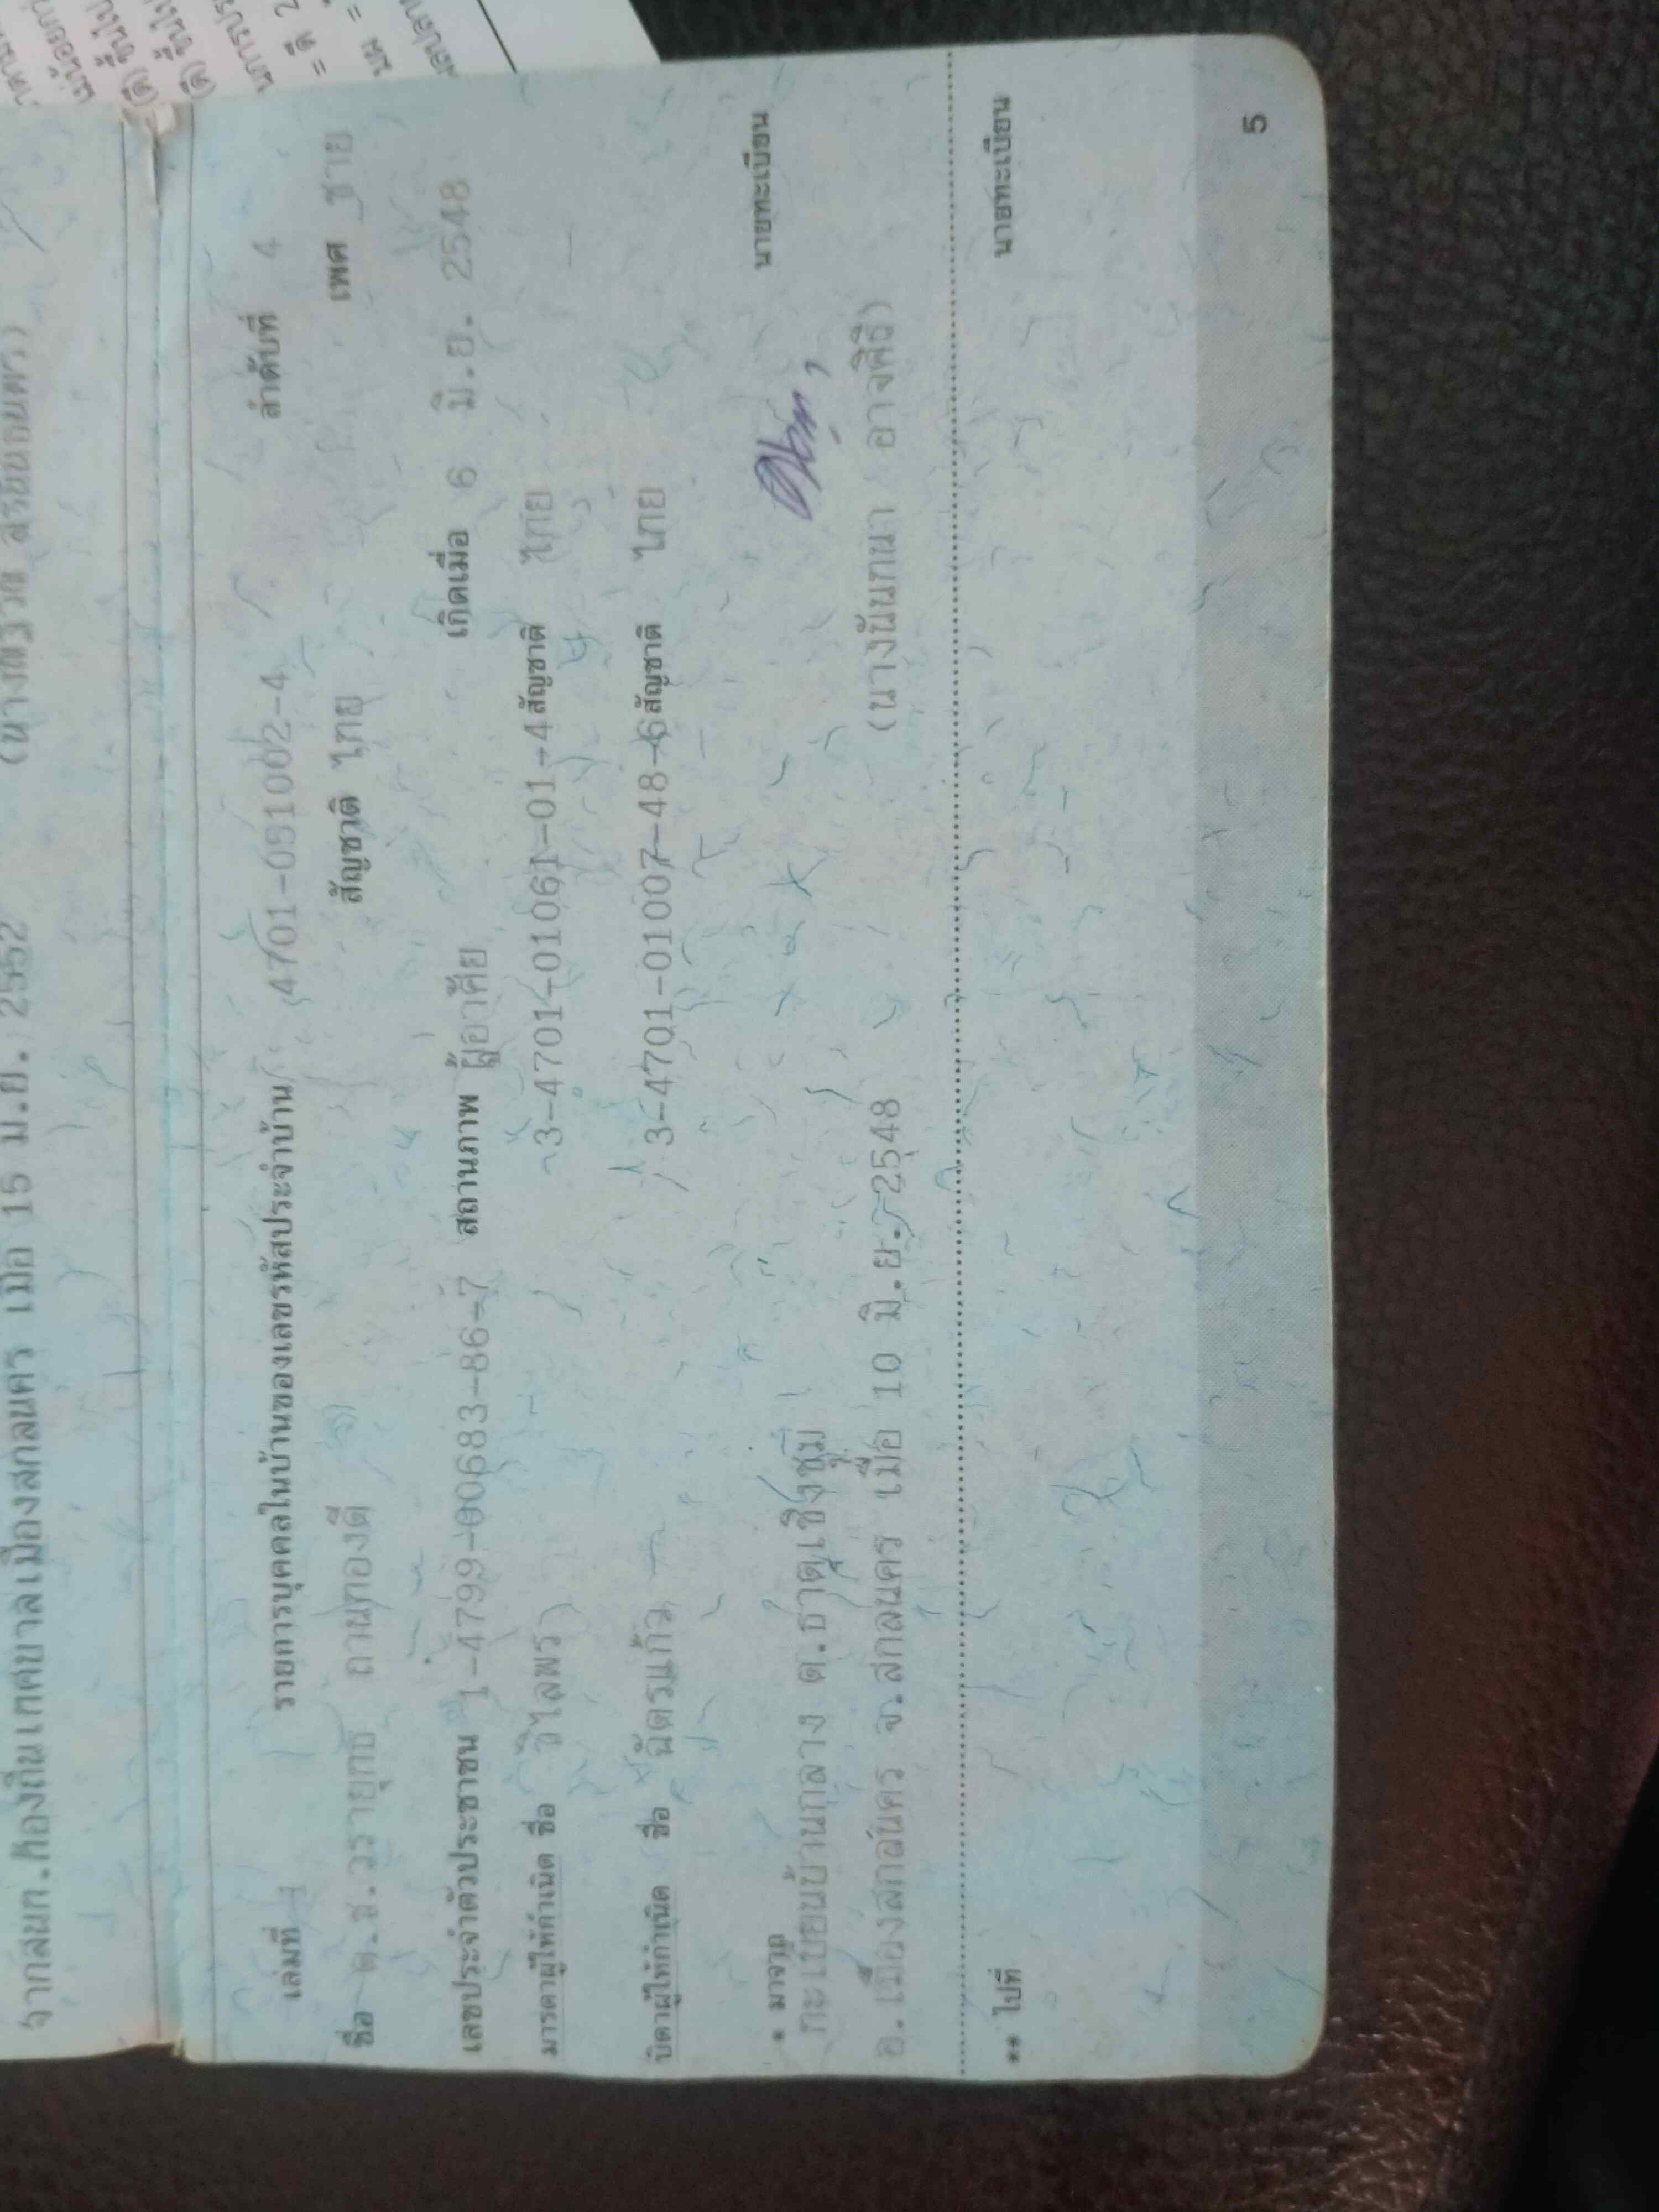 จากสนท.ท้องถิ่นเทศบาลเมืองสกลนคร เมื่อ 15 ม.ย. 2552
เล่มที่ 1 รายการบุคคลในบ้านของเลขรหัสประจำบ้าน 4701-051002-4 ลำดับที่ 4
ชื่อ ด.ช.วรายุทธ ถานทองดี สัญชาติ ไทย เพศ ชาย
เลขประจำตัวประชาชน 1-4799-00683-86-7 สถานภาพ ผู้อาศัย เกิดเมื่อ 6 มิ.ย. 2548
มารดาผู้ให้กำเนิด ชื่อ วิไลพร 3-4701-01061-01-4 สัญชาติ ไทย
บิดาผู้ให้กำเนิด ชื่อ ฉัตรแก้ว 3-4701-01007-48-6 สัญชาติ ไทย
* มาจาก
ทะเบียนบ้านกลาง ต.ธาตุเชิงชุม นายทะเบียน
อ.เมืองสกลนคร จ.สกลนคร เมื่อ 10 มิ.ย. 2548 (นางนันทนา อาจศิริ)
** ไปที่ นายทะเบียน
5